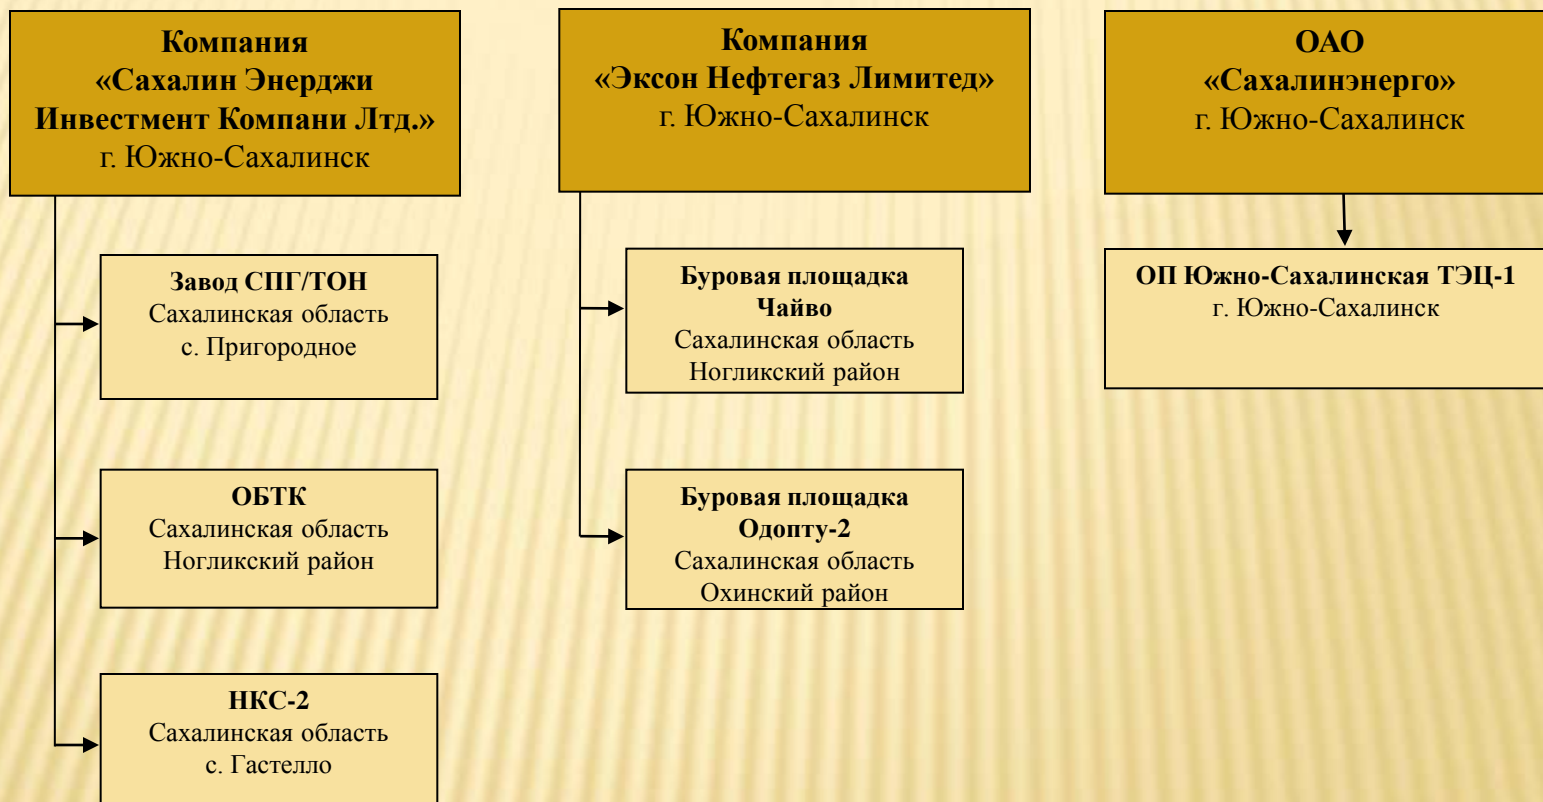 Компания
«Сахалин Энерджи
Инвестмент Компани Лтд.»
г. Южно-Сахалинск
Завод СПГ/ТОН
Сахалинская область
с. Пригородное
ОБТК
Сахалинская область
Ногликский район
НКС-2
Сахалинская область
с. Гастелло
Компания
«Эксон Нефтегаз Лимитед»
г. Южно-Сахалинск
Буровая площадка
Чайво
Сахалинская область
Ногликский район
Буровая площадка
Одопту-2
Сахалинская область
Охинский район
ОАО
«Сахалинэнерго»
г. Южно-Сахалинск
ОП Южно-Сахалинская ТЭЦ-1
г. Южно-Сахалинск